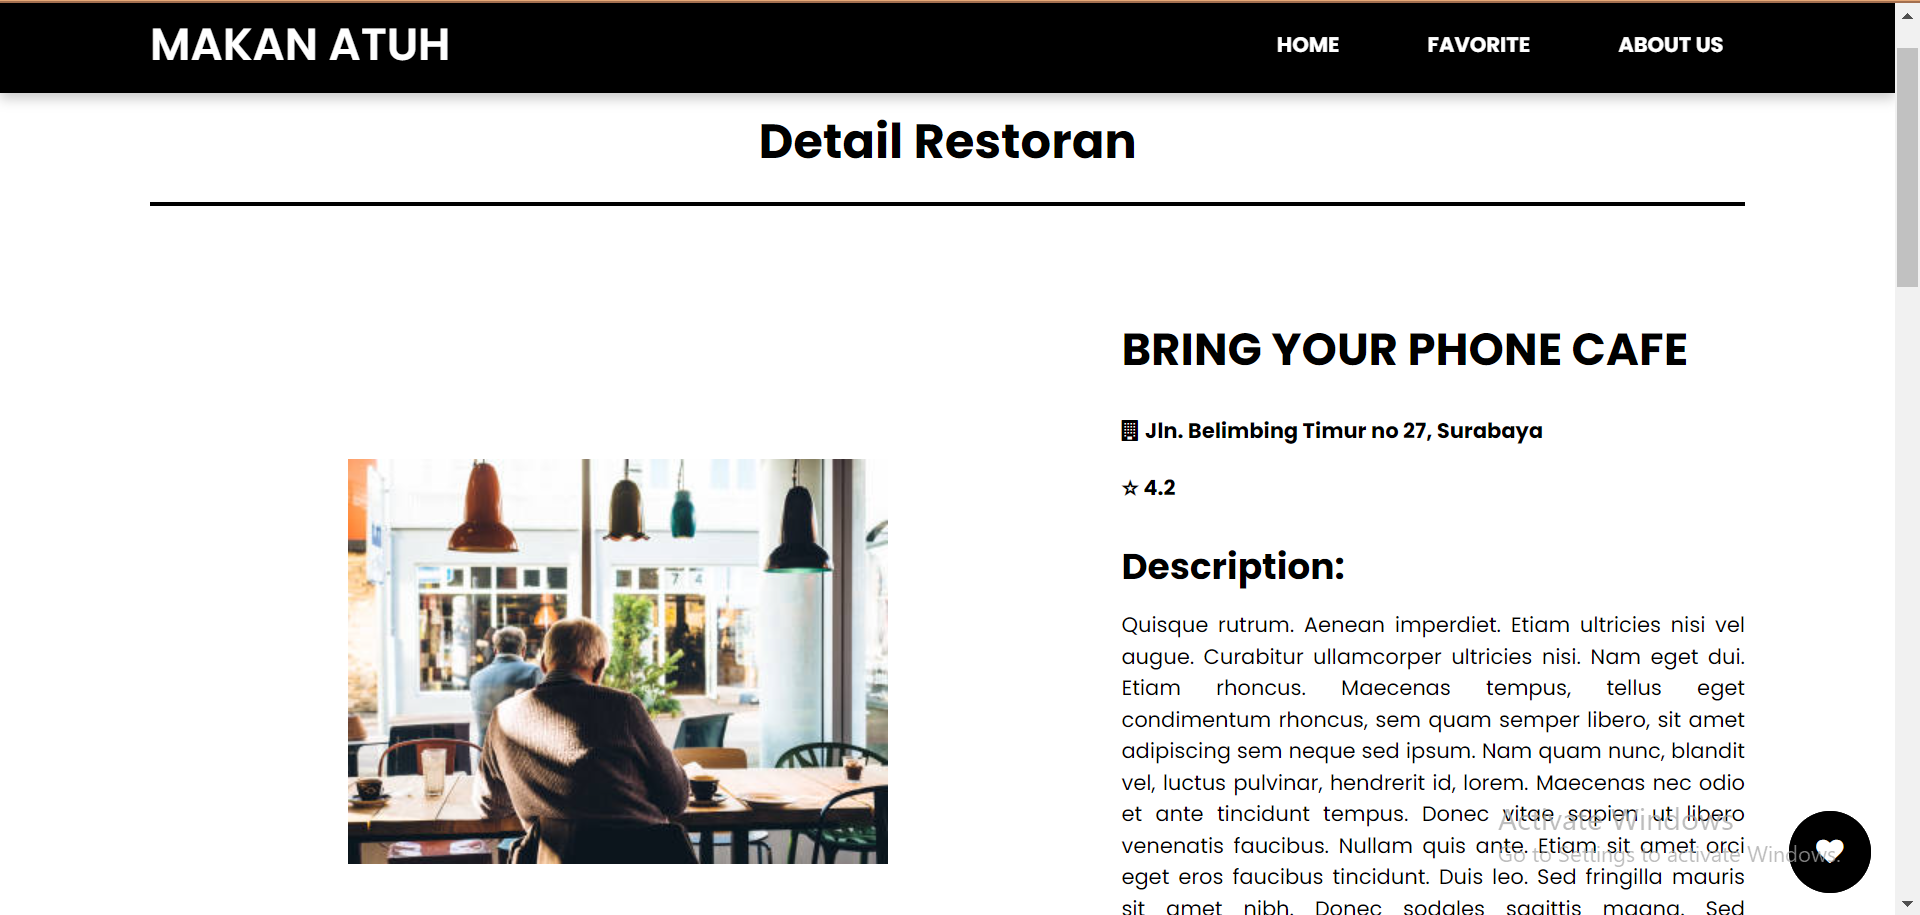 MAKAN ATUH
HOME FAVORITE ABOUT US
Detail Restoran
BRING YOUR PHONE CAFE
Jln. Belimbing Timur no 27, Surabaya
☆ 4.2
7 4
Description:
Quisque rutrum. Aenean imperdiet. Etiam ultricies nisi vel
augue. Curabitur ullamcorper ultricies nisi. Nam eget dui.
Etiam rhoncus. Maecenas tempus, tellus eget
condimentum rhoncus, sem quam semper libero, sit amet
adipiscing sem neque sed ipsum. Nam quam nunc, blandit
vel, luctus pulvinar, hendrerit id, lorem. Maecenas nec odio
et ante tincidunt tempus. Donec vitae sapien ut libero
venenatis faucibus. Nullam quis ante. Etiam sit amet orci
eget eros faucibus tincidunt. Duis leo. Sed fringilla mauris
sit amet nibh. Donec sodales sagittis magna. Sed
Activate Windows
Go to Settings to activate Windows.